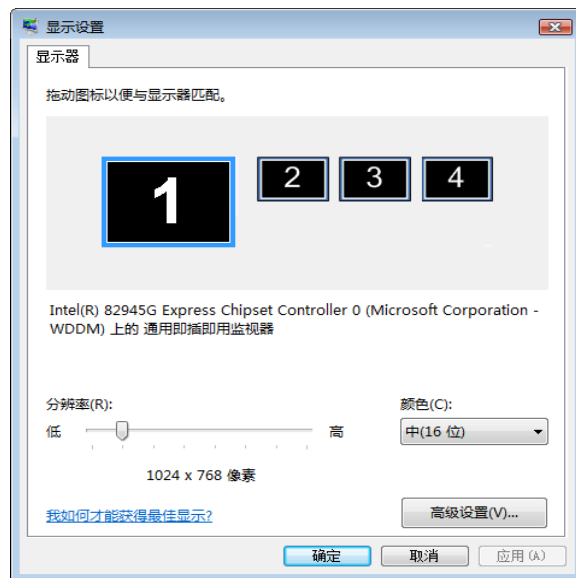 显示设置
显示器
拖动图标以便与显示器匹配。
1 2 3 4
Intel(R) 82945G Express Chipset Controller 0 (Microsoft Corporation -
WDDM) 上的 通用即插即用监视器
分辨率(R):
颜色(C):
低 高
中(16 位)
1024 x 768 像素
我如何才能获得最佳显示?
高级设置(V)...
确定 取消 应用(A)